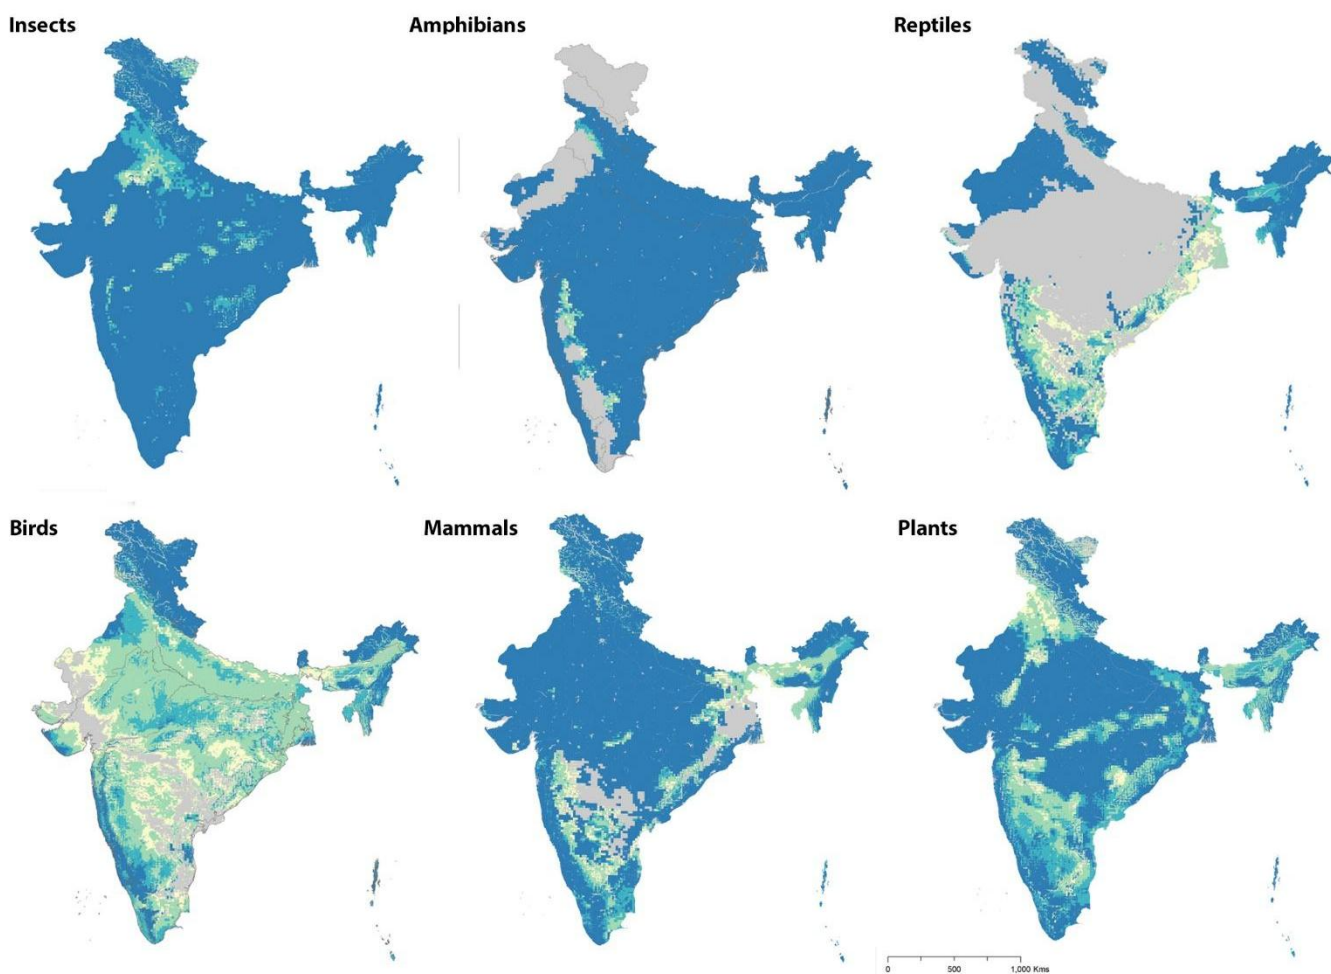 Insects
Amphibians
Reptiles
Birds
Mammals
Plants
0 500 1,000 Kms